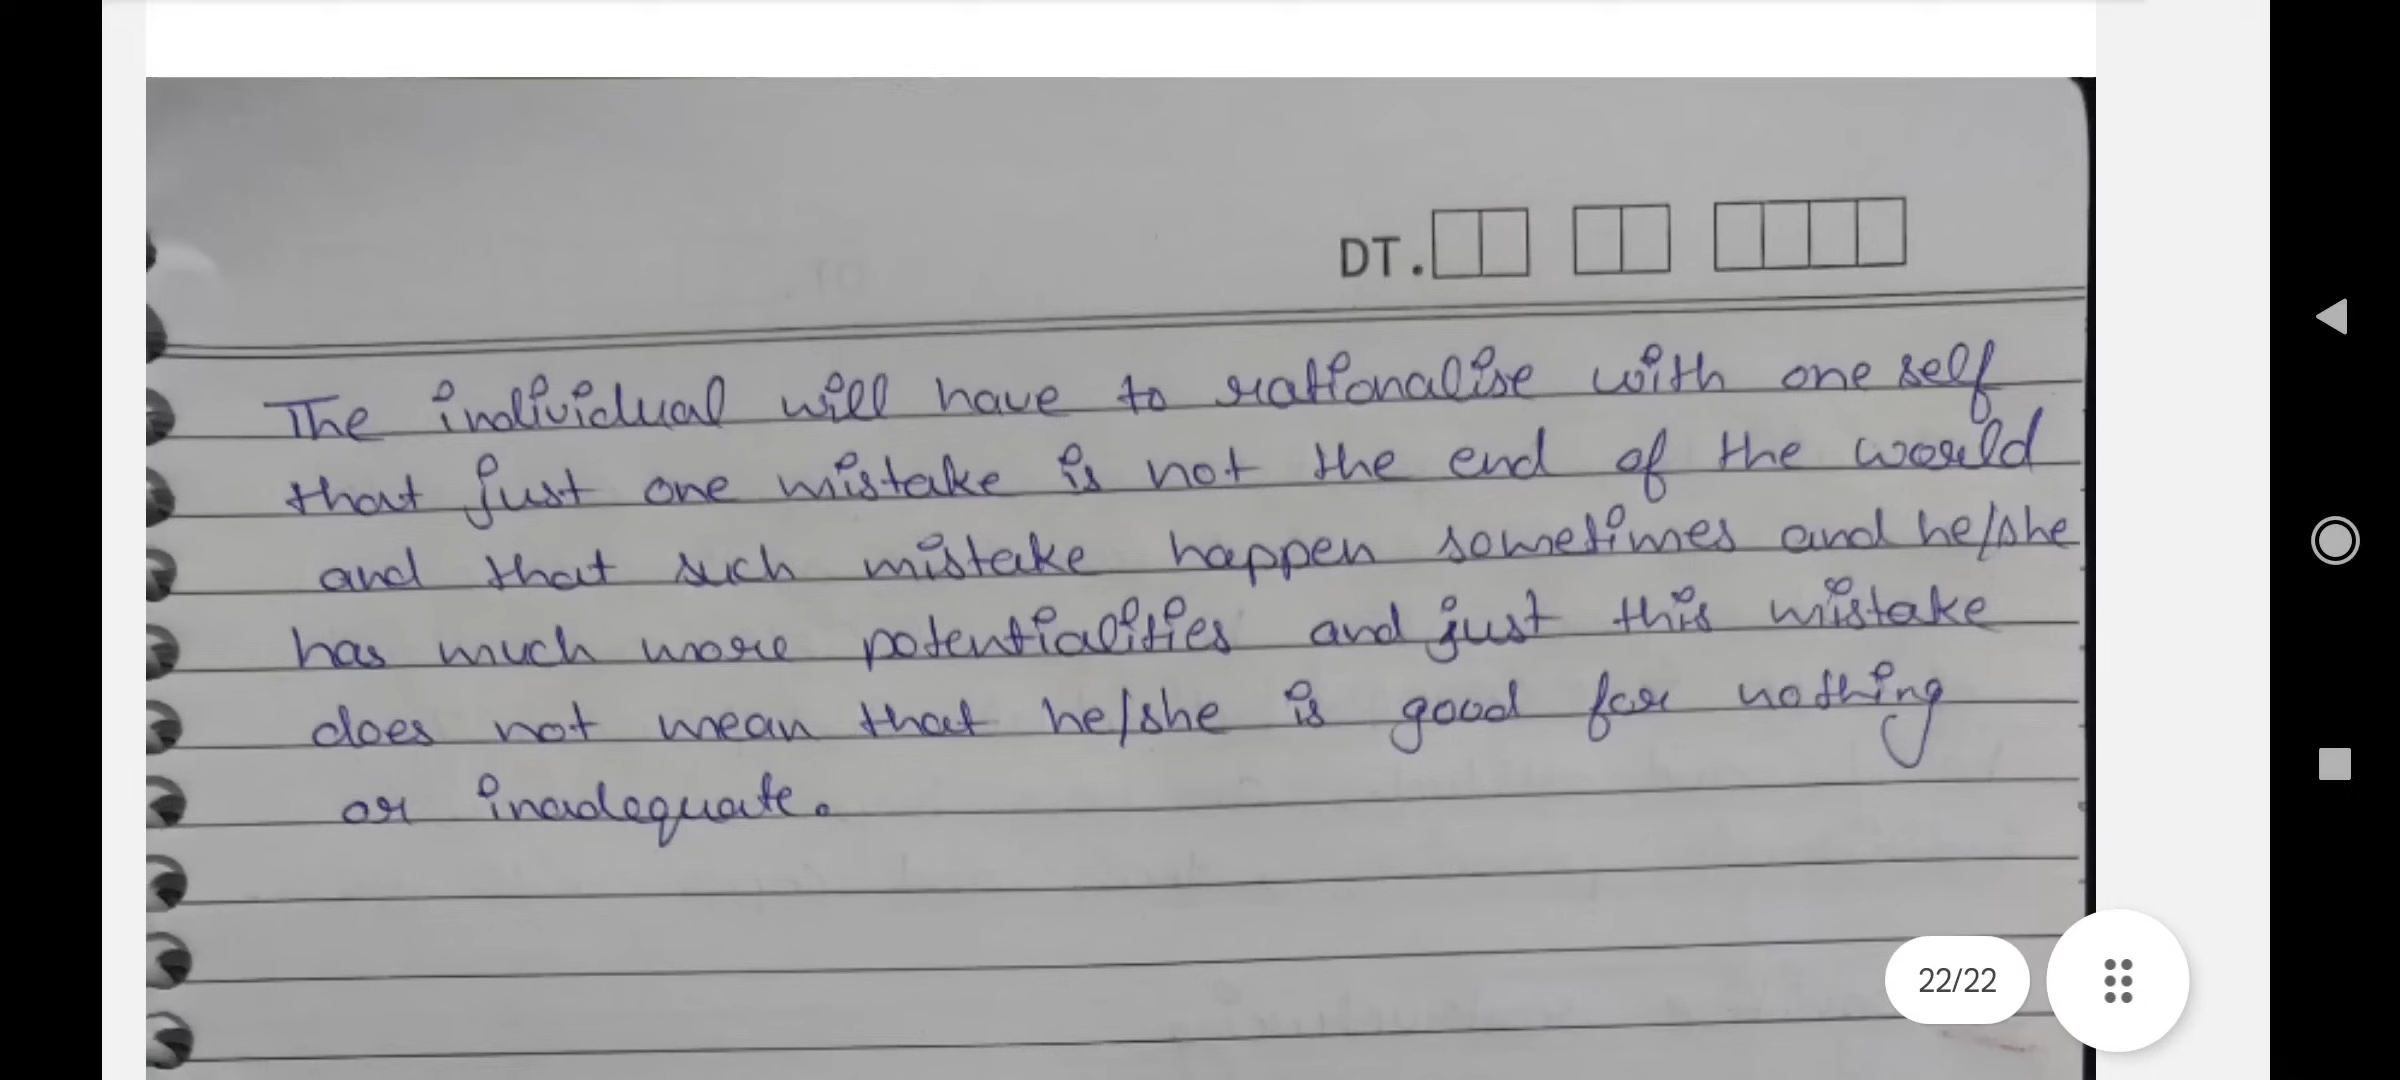 DT.
The individual will have to rationalise with one self
that just one mistake is not the end of the world
and that such mistake happen sometimes and he/she
has much more potentialities and just this mistake
does not mean that he/she is good for nothing
or inadequate.
22/22